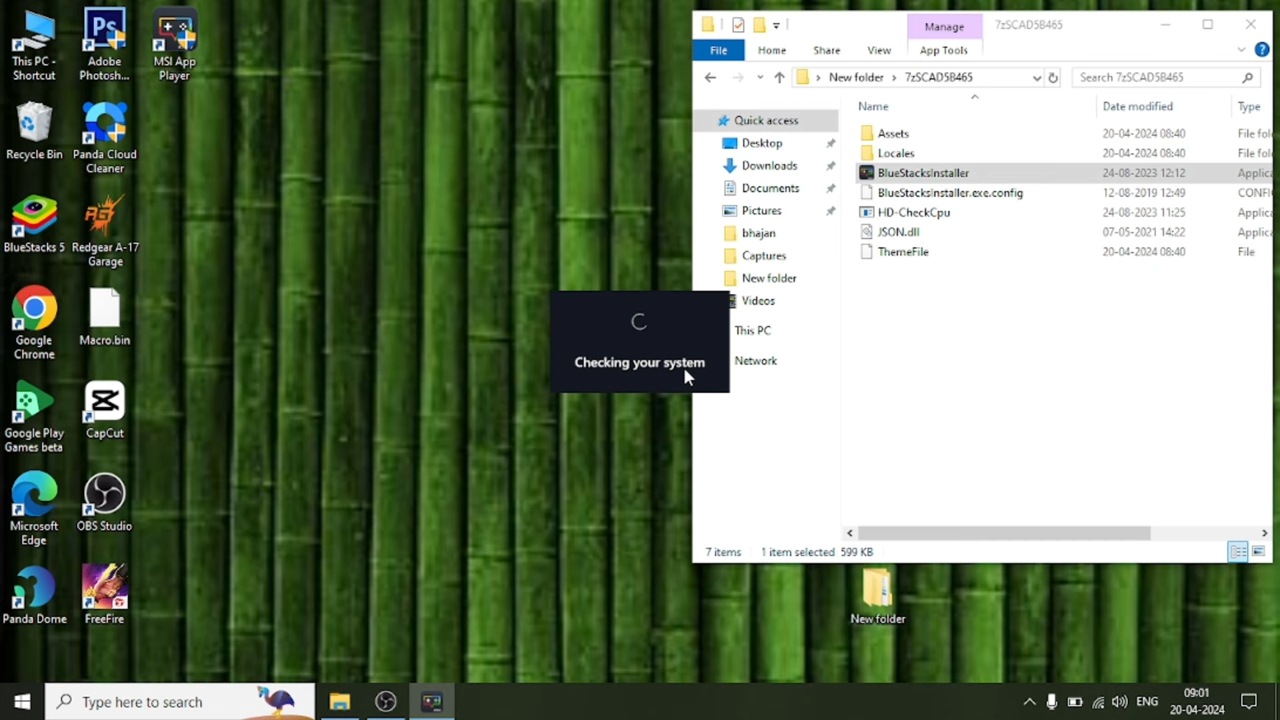 This PC -
Shortcut
Adobe
Photosh...
MSI App
Player
Recycle Bin
Panda Cloud
Cleaner
BlueStacks 5
Redgear A-17
Garage
Google
Chrome
Macro.bin
Google Play
Games beta
CapCut
Microsoft
Edge
OBS Studio
Panda Dome
FreeFire
Manage
7zSCAD5B465
File
Home
Share
View
App Tools
New folder
7zSCAD5B465
Search 7zSCAD5B465
Name
Date modified
Type
Quick access
Desktop
Downloads
Documents
Pictures
bhajan
Captures
New folder
Videos
This PC
Network
Assets 20-04-2024 08:40 File fol
Locales 20-04-2024 08:40 File fol
BlueStacksInstaller 24-08-2023 12:12 Applica
BlueStacksInstaller.exe.config 12-08-2019 12:49 CONFI
HD-CheckCpu 24-08-2023 11:25 Applica
JSON.dll 07-05-2021 14:22 Applica
ThemeFile 20-04-2024 08:40 File
Checking your system
7 items 1 item selected 599 KB
New folder
Type here to search
ENG
09:01
20-04-2024